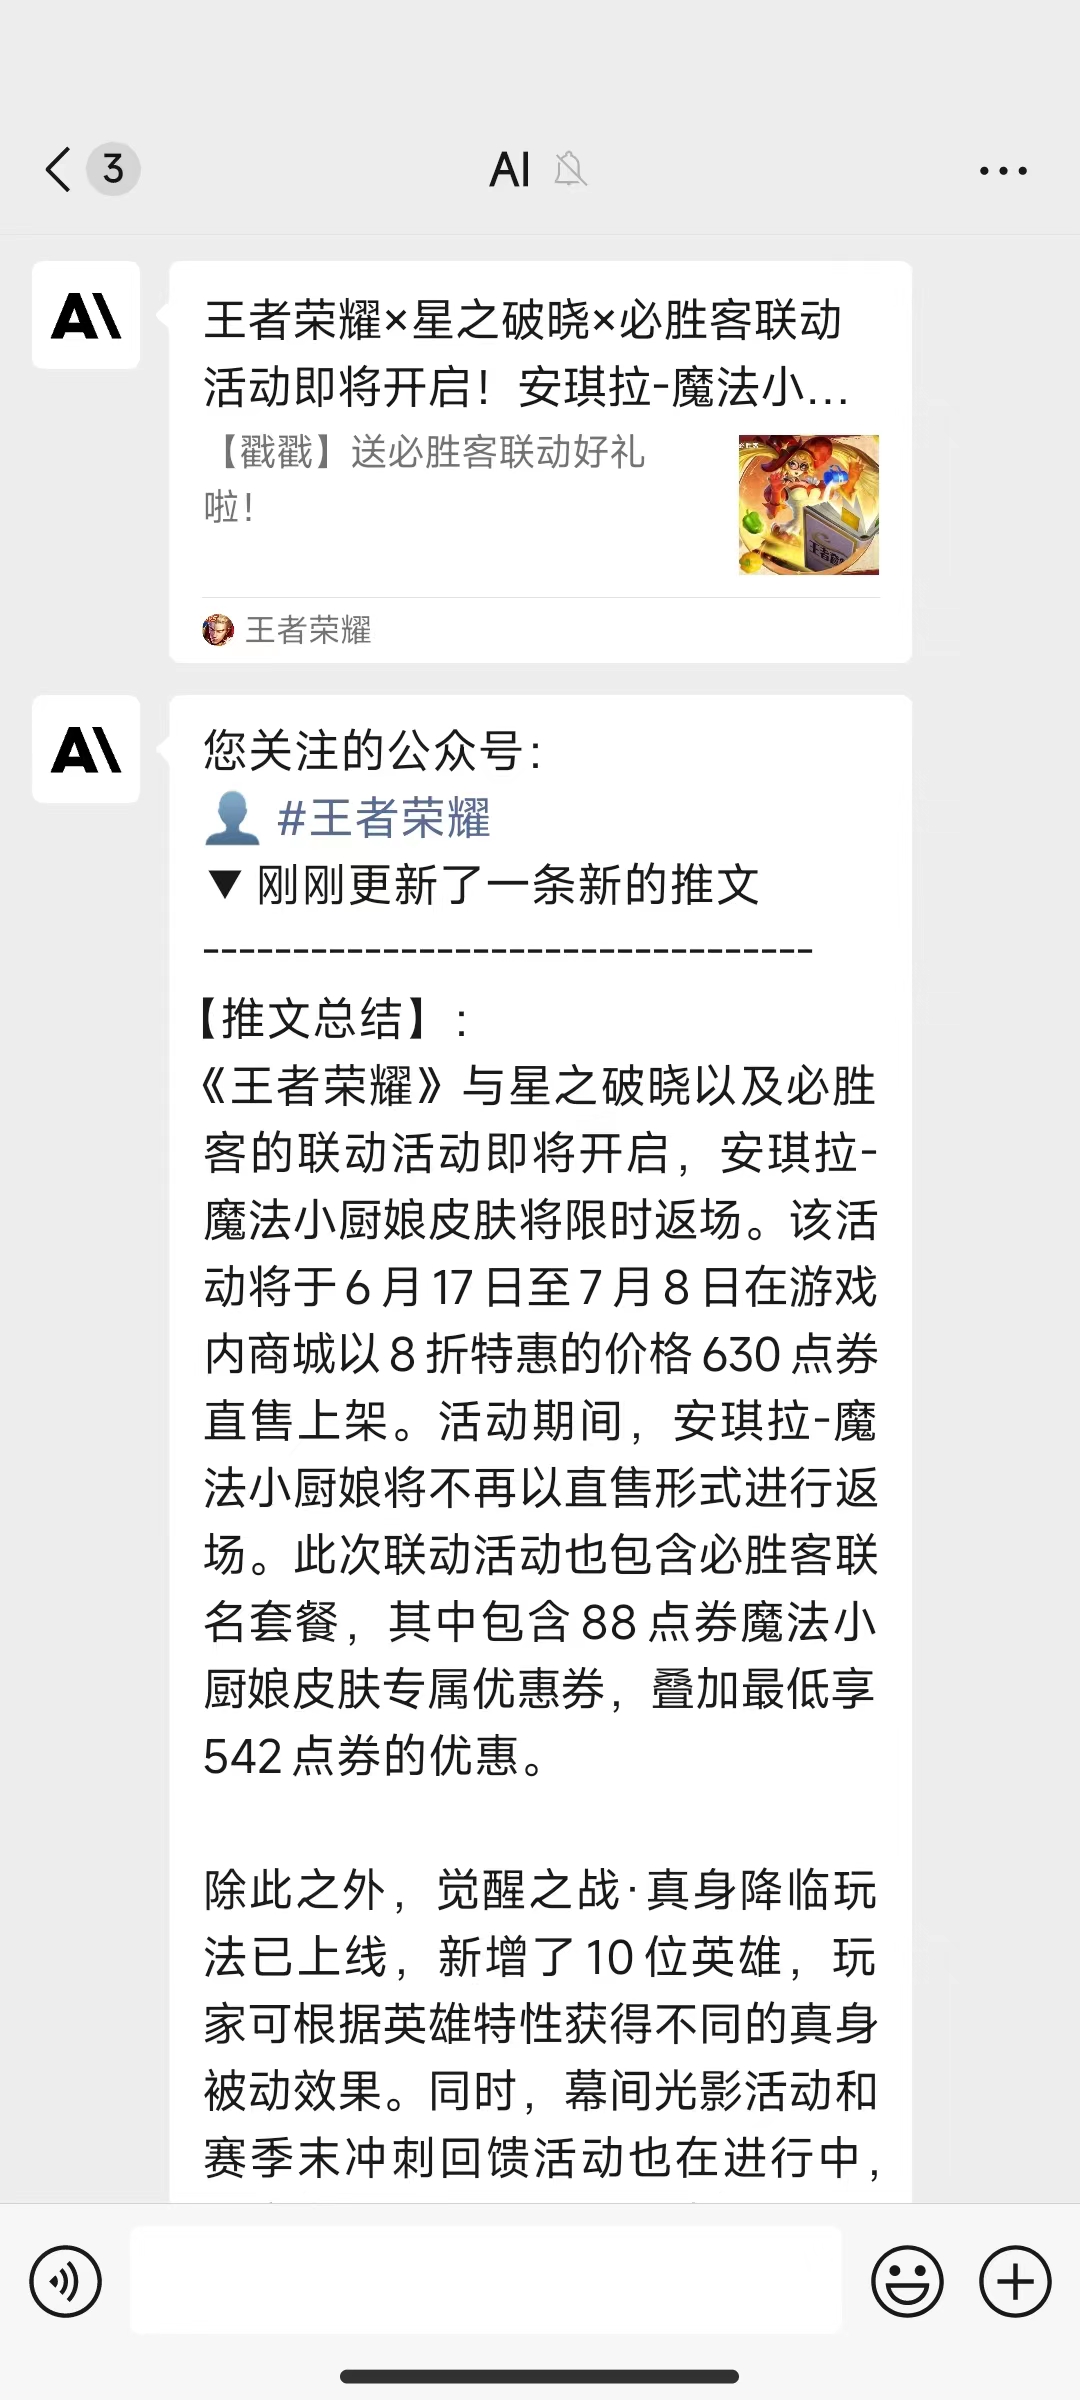 3
AI
王者荣耀×星之破晓×必胜客联动
活动即将开启！安琪拉-魔法小...
【戳戳】送必胜客联动好礼
啦！
王者荣耀
您关注的公众号：
#王者荣耀
▼ 刚刚更新了一条新的推文
----------------------------------
【推文总结】：
《王者荣耀》与星之破晓以及必胜
客的联动活动即将开启，安琪拉-
魔法小厨娘皮肤将限时返场。该活
动将于6月17日至7月8日在游戏
内商城以8折特惠的价格630点券
直售上架。活动期间，安琪拉-魔
法小厨娘将不再以直售形式进行返
场。此次联动活动也包含必胜客联
名套餐，其中包含88点券魔法小
厨娘皮肤专属优惠券，叠加最低享
542点券的优惠。
除此之外，觉醒之战·真身降临玩
法已上线，新增了10位英雄，玩
家可根据英雄特性获得不同的真身
被动效果。同时，幕间光影活动和
赛季末冲刺回馈活动也在进行中，